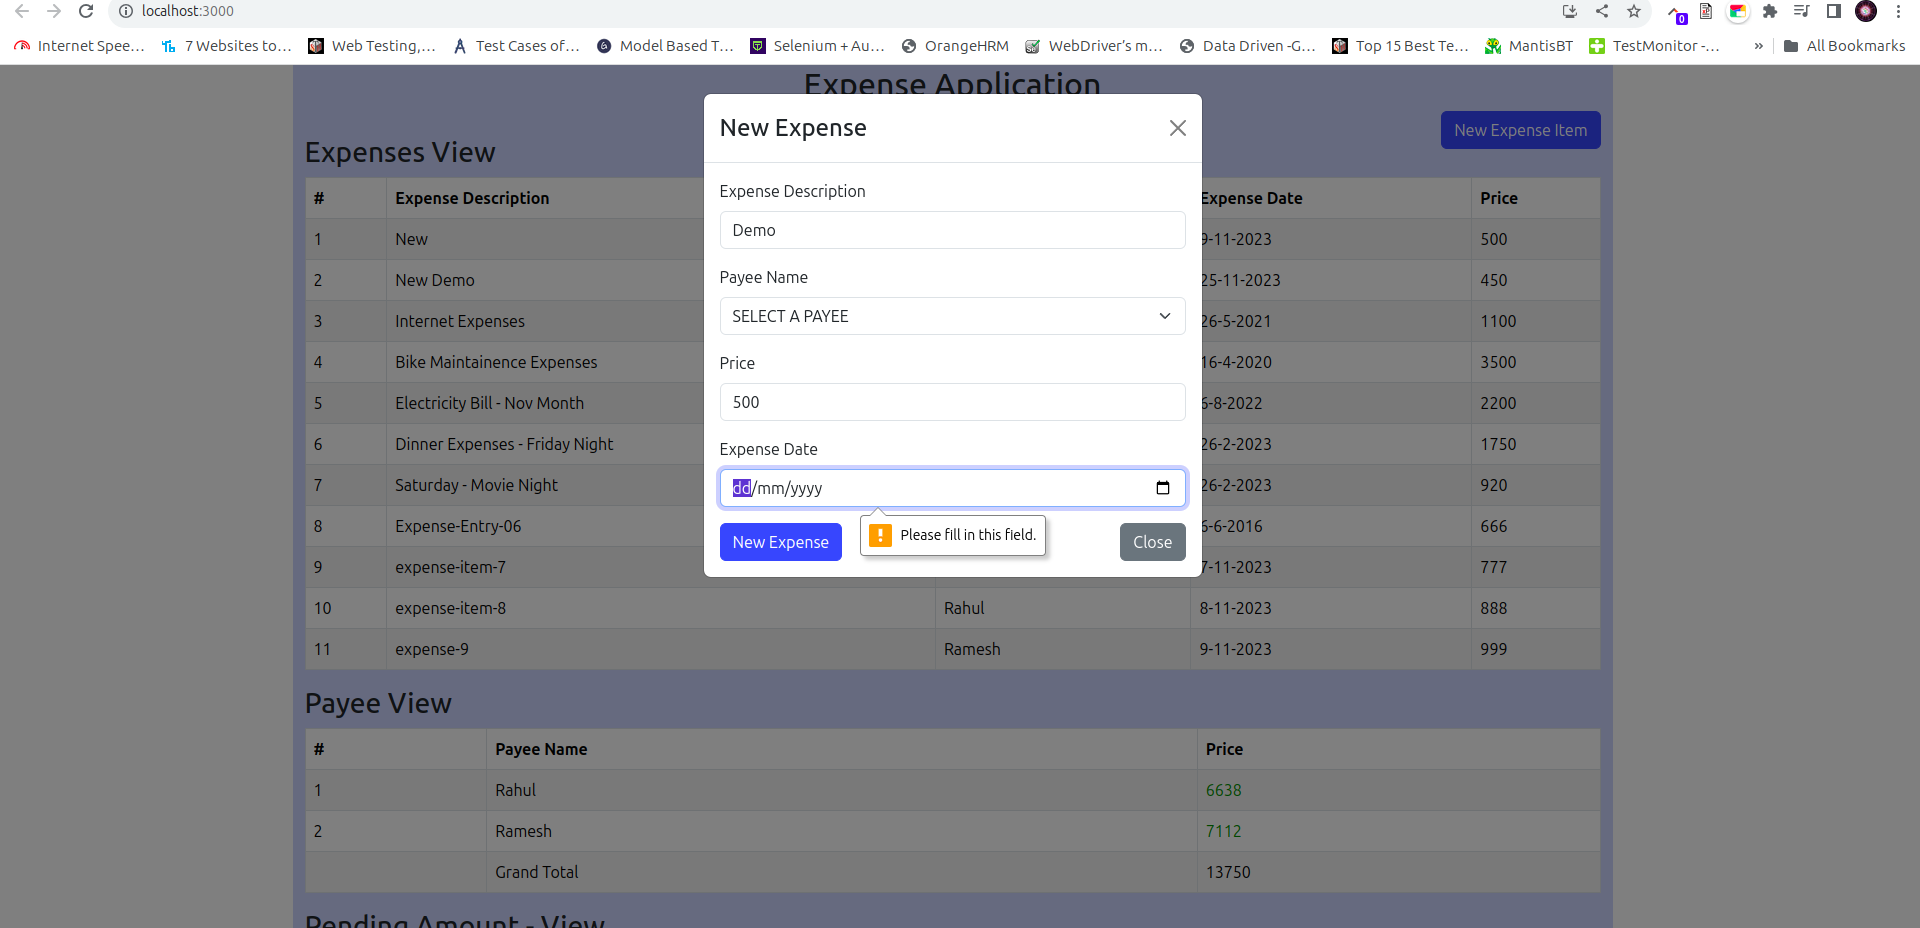 localhost:3000
0
Internet Spee... 7 Websites to... Web Testing,... Test Cases of... Model Based T... Selenium + Au... OrangeHRM WebDriver's m... Data Driven -G... Top 15 Best Te... MantisBT TestMonitor -... » All Bookmarks
Expense Application
New Expense Item
Expenses View
# Expense Description Expense Date Price
1 New 9-11-2023 500
2 New Demo 25-11-2023 450
3 Internet Expenses 26-5-2021 1100
4 Bike Maintainence Expenses 16-4-2020 3500
5 Electricity Bill - Nov Month 6-8-2022 2200
6 Dinner Expenses - Friday Night 26-2-2023 1750
7 Saturday - Movie Night 26-2-2023 920
8 Expense-Entry-06 6-6-2016 666
9 expense-item-7 7-11-2023 777
10 expense-item-8 Rahul 8-11-2023 888
11 expense-9 Ramesh 9-11-2023 999
New Expense
Expense Description
Demo
Payee Name
SELECT A PAYEE
Price
500
Expense Date
dd/mm/yyyy
! Please fill in this field.
New Expense Close
Payee View
# Payee Name Price
1 Rahul 6638
2 Ramesh 7112
Grand Total 13750
Pending Amount - View